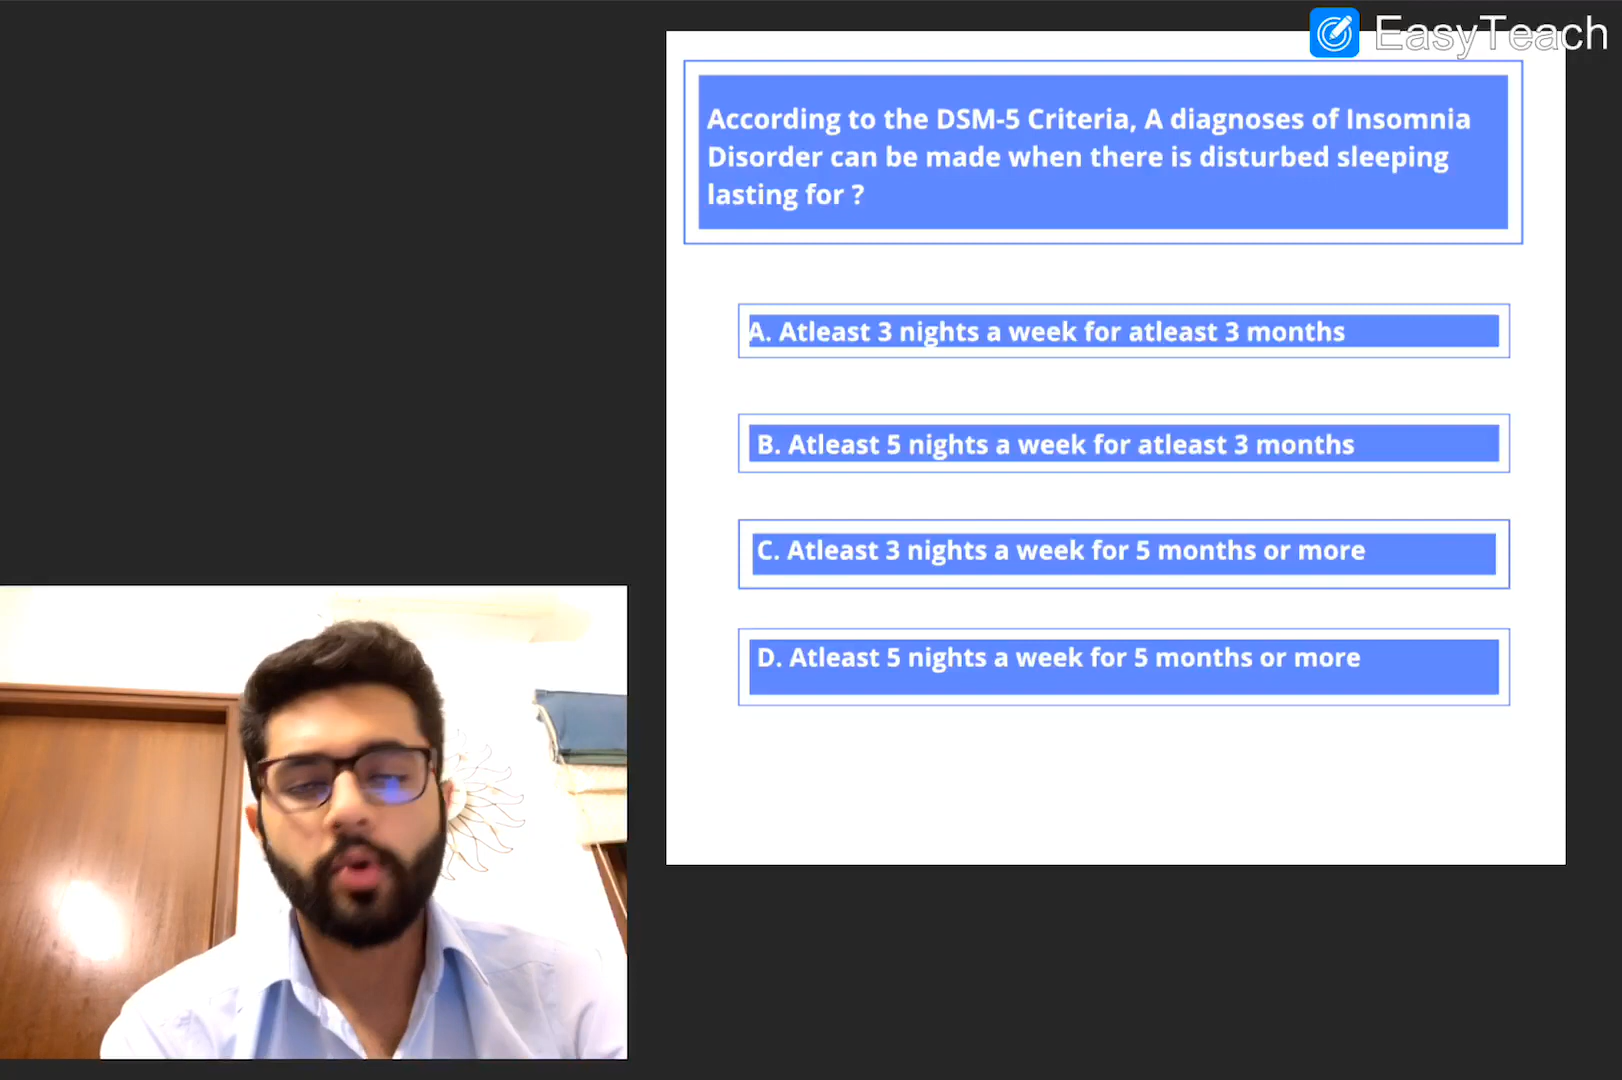 EasyTeach
According to the DSM-5 Criteria, A diagnoses of Insomnia
Disorder can be made when there is disturbed sleeping
lasting for ?
A. Atleast 3 nights a week for atleast 3 months
B. Atleast 5 nights a week for atleast 3 months
C. Atleast 3 nights a week for 5 months or more
D. Atleast 5 nights a week for 5 months or more